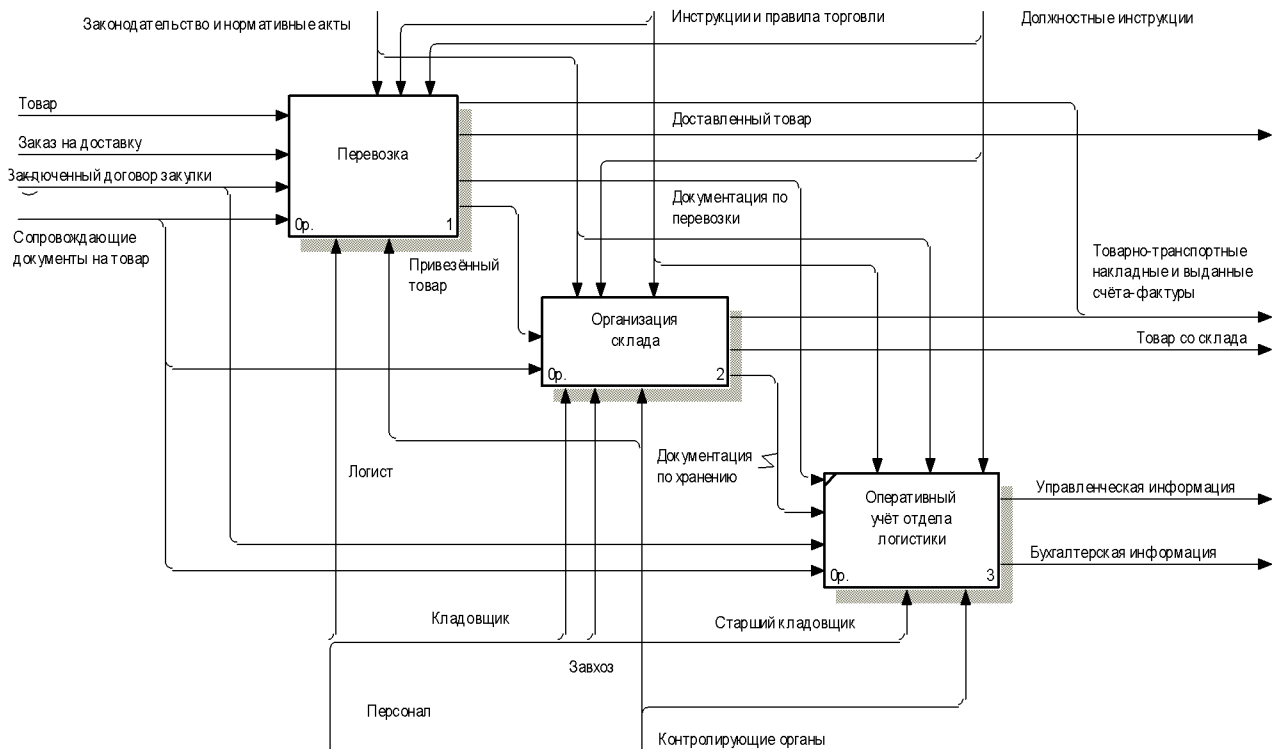 Законодательство и нормативные акты
Инструкции и правила торговли
Должностные инструкции
Товар
Заказ на доставку
Заключенный договор закупки
Сопровождающие
документы на товар
Перевозка
0р.
1
Доставленный товар
Документация по
перевозки
Привезённый
товар
Товарно-транспортные
накладные и выданные
счёта-фактуры
Организация
склада
0р.
2
Товар со склада
Логист
Документация
по хранению
Оперативный
учёт отдела
логистики
0р.
3
Управленческая информация
Бухгалтерская информация
Кладовщик
Старший кладовщик
Завхоз
Персонал
Контролирующие органы